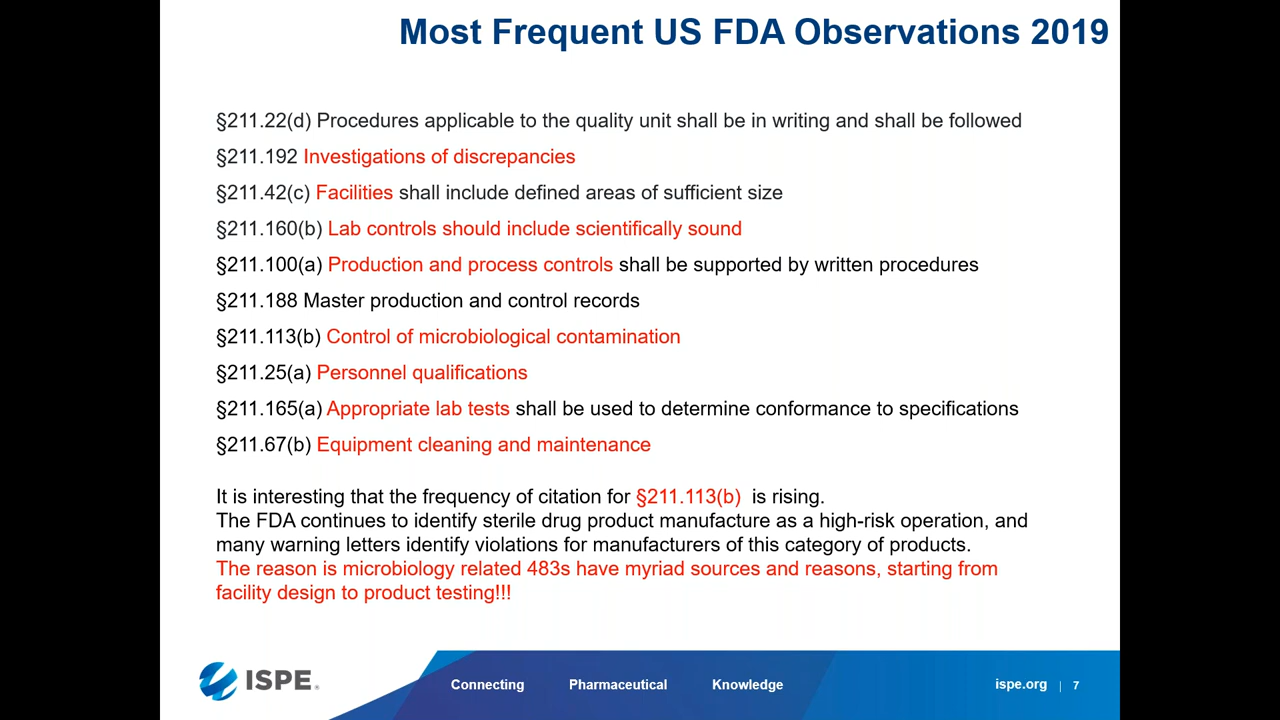 Most Frequent US FDA Observations 2019
§211.22(d) Procedures applicable to the quality unit shall be in writing and shall be followed
§211.192 Investigations of discrepancies
§211.42(c) Facilities shall include defined areas of sufficient size
§211.160(b) Lab controls should include scientifically sound
§211.100(a) Production and process controls shall be supported by written procedures
§211.188 Master production and control records
§211.113(b) Control of microbiological contamination
§211.25(a) Personnel qualifications
§211.165(a) Appropriate lab tests shall be used to determine conformance to specifications
§211.67(b) Equipment cleaning and maintenance
It is interesting that the frequency of citation for §211.113(b) is rising.
The FDA continues to identify sterile drug product manufacture as a high-risk operation, and
many warning letters identify violations for manufacturers of this category of products.
The reason is microbiology related 483s have myriad sources and reasons, starting from
facility design to product testing!!!
ISPE®
Connecting Pharmaceutical Knowledge
ispe.org | 7